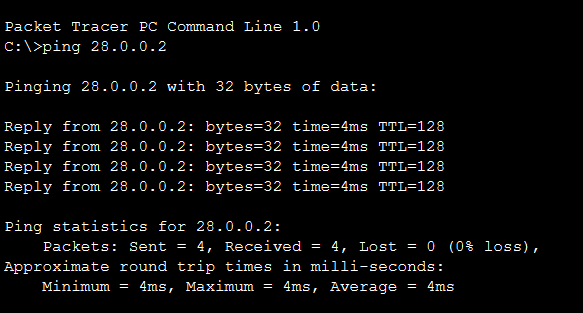 Packet Tracer PC Command Line 1.0
C:\>ping 28.0.0.2
Pinging 28.0.0.2 with 32 bytes of data:
Reply from 28.0.0.2: bytes=32 time=4ms TTL=128
Reply from 28.0.0.2: bytes=32 time=4ms TTL=128
Reply from 28.0.0.2: bytes=32 time=4ms TTL=128
Reply from 28.0.0.2: bytes=32 time=4ms TTL=128
Ping statistics for 28.0.0.2:
Packets: Sent = 4, Received = 4, Lost = 0 (0% loss),
Approximate round trip times in milli-seconds:
Minimum = 4ms, Maximum = 4ms, Average = 4ms